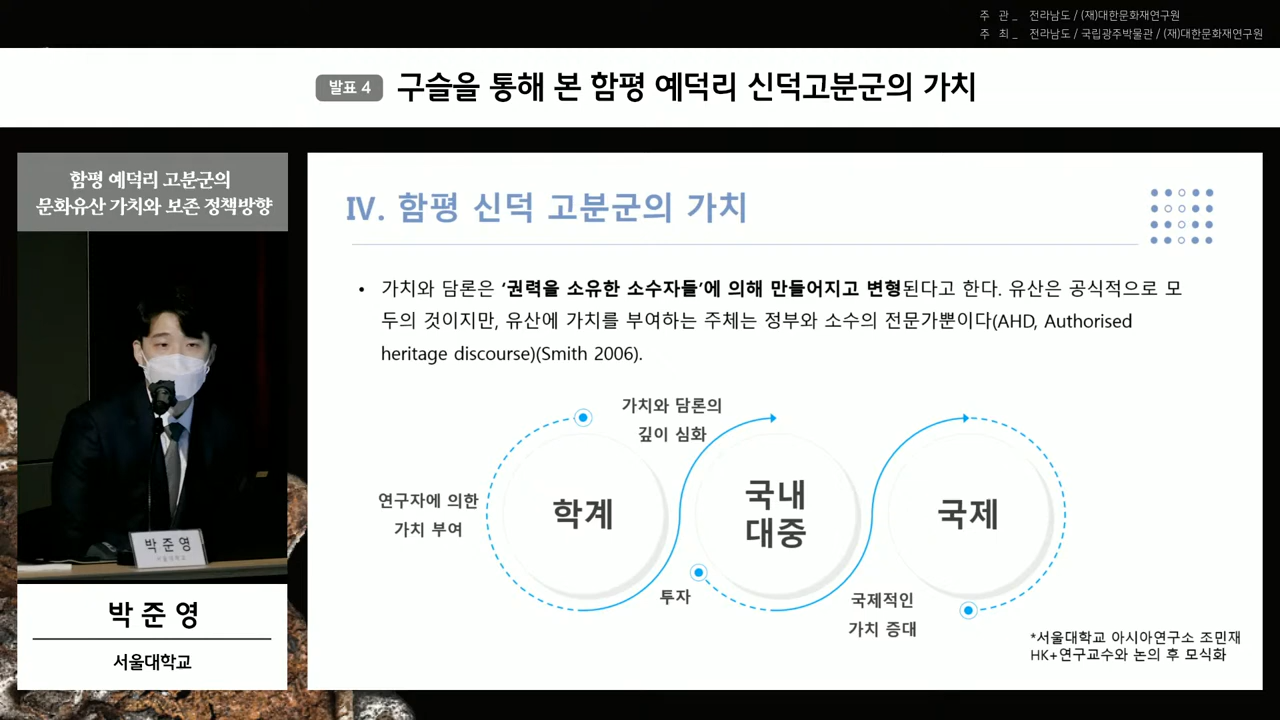 주 관 _ 전라남도 / (재)대한문화재연구원
주 최 _ 전라남도 / 국립광주박물관 / (재)대한문화재연구원
발표 4 구슬을 통해 본 함평 예덕리 신덕고분군의 가치
함평 예덕리 고분군의
문화유산 가치와 보존 정책방향
박 준 영
서울대학교
박 준 영
서울대학교
Ⅳ. 함평 신덕 고분군의 가치
• 가치와 담론은 ‘권력을 소유한 소수자들’에 의해 만들어지고 변형된다고 한다. 유산은 공식적으로 모
두의 것이지만, 유산에 가치를 부여하는 주체는 정부와 소수의 전문가뿐이다(AHD, Authorised
heritage discourse)(Smith 2006).
가치와 담론의
깊이 심화
연구자에 의한
가치 부여
학계
국내
대중
국제
투자
국제적인
가치 증대
*서울대학교 아시아연구소 조민재
HK+연구교수와 논의 후 모식화